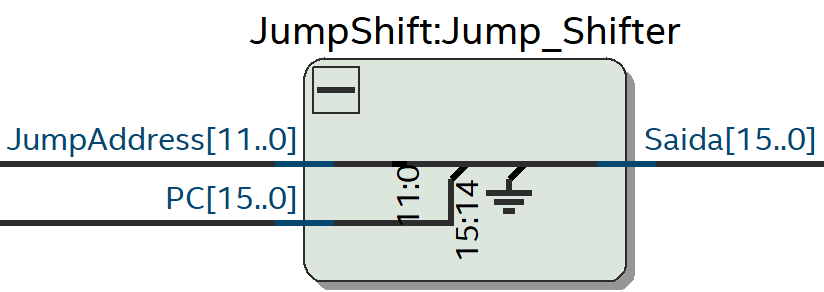 JumpShift:Jump_Shifter
JumpAddress[11..0]
Saida[15..0]
PC[15..0]
11:0
15:14